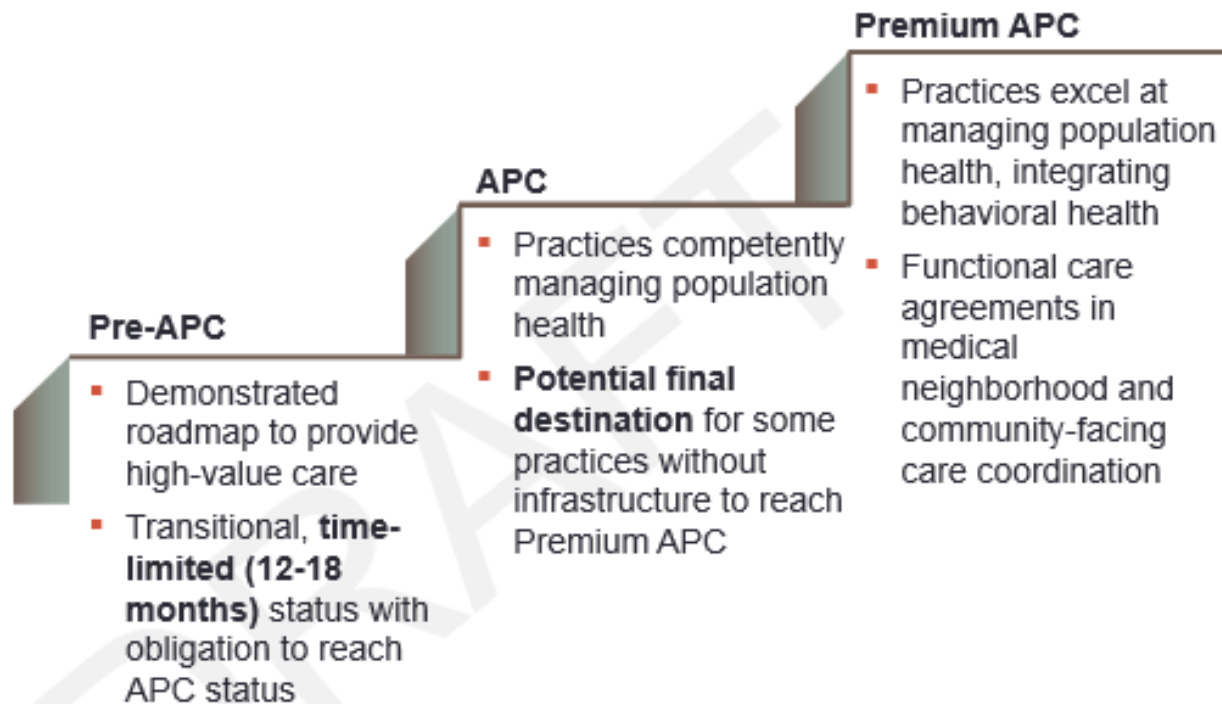 Premium APC
Practices excel at
managing population
health, integrating
behavioral health
Functional care
agreements in
medical
neighborhood and
community-facing
care coordination
APC
Practices competently
managing population
health
Potential final
destination for some
practices without
infrastructure to reach
Premium APC
Pre-APC
Demonstrated
roadmap to provide
high-value care
Transitional, time-
limited (12-18
months) status with
obligation to reach
APC status
DRAFT